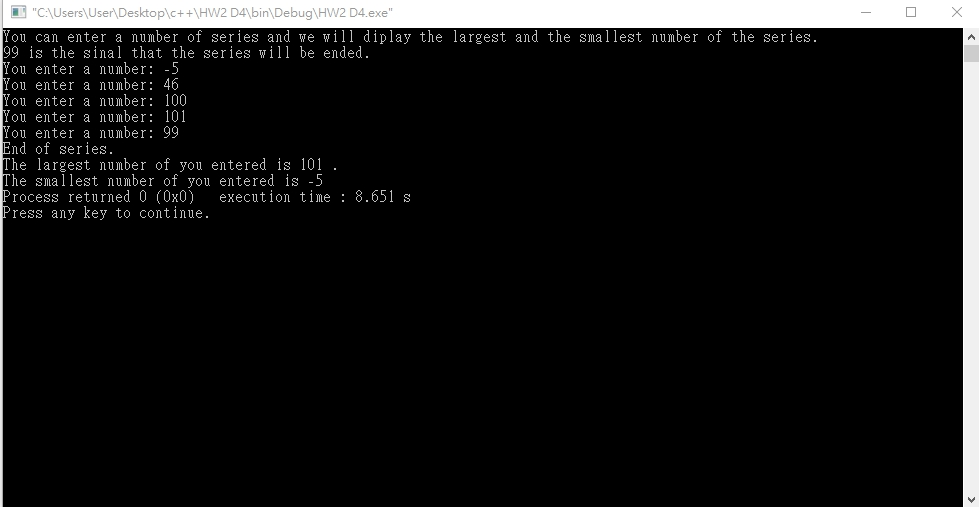 "C:\Users\User\Desktop\c++\HW2 D4\bin\Debug\HW2 D4.exe"
You can enter a number of series and we will diplay the largest and the smallest number of the series.
99 is the sinal that the series will be ended.
You enter a number: -5
You enter a number: 46
You enter a number: 100
You enter a number: 101
You enter a number: 99
End of series.
The largest number of you entered is 101 .
The smallest number of you entered is -5
Process returned 0 (0x0)   execution time : 8.651 s
Press any key to continue.